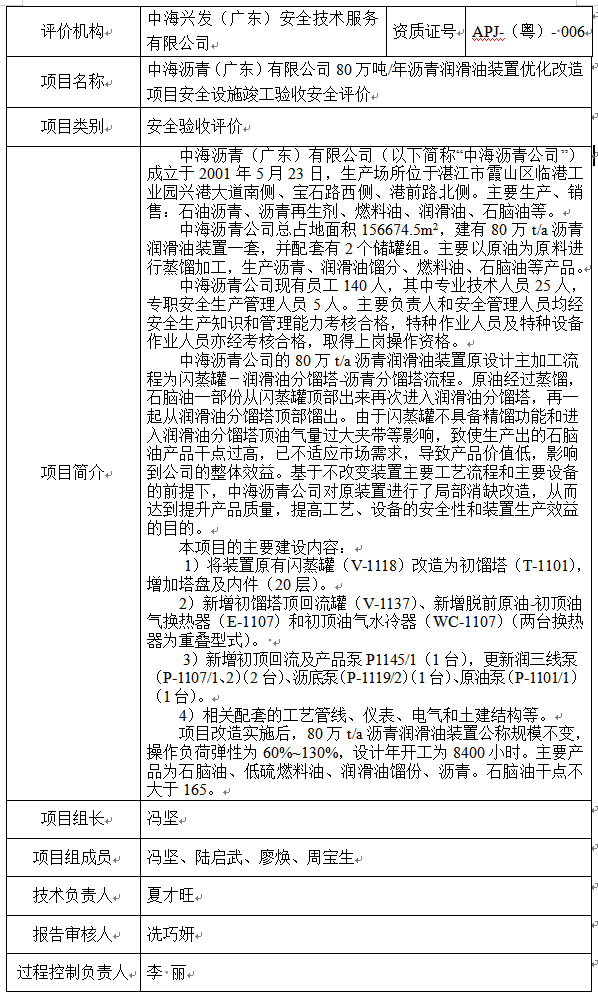 评价机构 中海兴发（广东）安全技术服务有限公司 资质证号 APJ-（粤）-006
项目名称 中海沥青（广东）有限公司 80 万吨/年沥青润滑油装置优化改造
项目安全设施竣工验收安全评价
项目类别 安全验收评价
项目简介
中海沥青（广东）有限公司（以下简称“中海沥青公司”）
成立于 2001 年 5 月 23 日，生产场所位于湛江市霞山区临港工
业园兴港大道南侧、宝石路西侧、港前路北侧。主要生产、销
售：石油沥青、沥青再生剂、燃料油、润滑油、石脑油等。
中海沥青公司总占地面积 156674.5m²，建有 80 万 t/a 沥青
润滑油装置一套，并配套有 2 个储罐组。主要以原油为原料进
行蒸馏加工，生产沥青、润滑油馏分、燃料油、石脑油等产品。
中海沥青公司现有员工 140 人，其中专业技术人员 25 人，
专职安全生产管理人员 5 人。主要负责人和安全管理人员均经
安全生产知识和管理能力考核合格，特种作业人员及特种设备
作业人员亦经考核合格，取得上岗操作资格。
中海沥青公司的 80 万 t/a 沥青润滑油装置原设计主加工流
程为闪蒸罐－润滑油分馏塔-沥青分馏塔流程。原油经过蒸馏，
石脑油一部份从闪蒸罐顶部出来再次进入润滑油分馏塔，再一
起从润滑油分馏塔顶部馏出。由于闪蒸罐不具备精馏功能和进
入润滑油分馏塔顶油气量过大夹带等影响，致使生产出的石脑
油产品干点过高，已不适应市场需求，导致产品价值低，影响
到公司的整体效益。基于不改变装置主要工艺流程和主要设备
的前提下，中海沥青公司对原装置进行了局部消缺改造，从而
达到提升产品质量，提高工艺、设备的安全性和装置生产效益
的目的。
本项目的主要建设内容：
1）将装置原有闪蒸罐（V-1118）改造为初馏塔（T-1101），
增加塔盘及内件（20 层）。
2）新增初馏塔顶回流罐（V-1137）、新增脱前原油-初顶油
气换热器（E-1107）和初顶油气水冷器（WC-1107）（两台换热
器为重叠型式）。
3）新增初顶回流及产品泵 P1145/1（1 台），更新润三线泵
（P-1107/1、2）（2 台）、沥底泵（P-1119/2）（1 台）、原油泵（P-1101/1）
（1 台）。
4）相关配套的工艺管线、仪表、电气和土建结构等。
项目改造实施后，80 万 t/a 沥青润滑油装置公称规模不变，
操作负荷弹性为 60%~130%，设计年开工为 8400 小时。主要产
品为石脑油、低硫燃料油、润滑油馏份、沥青。石脑油干点不
大于 165。
项目组长 冯坚
项目组成员 冯坚、陆启武、廖焕、周宝生
技术负责人 夏才旺
报告审核人 冼巧妍
过程控制负责人 李 丽